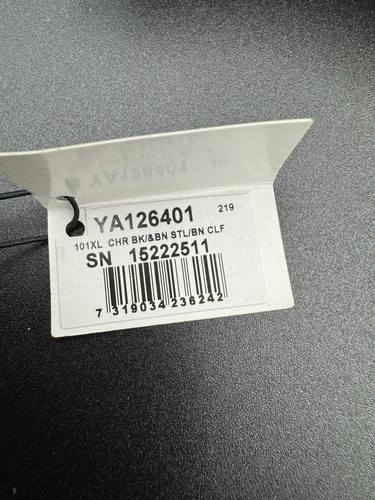 YA126401 219
101XL CHR BK/&BN STL/BN CLF
SN 15222511
7 319034 236242